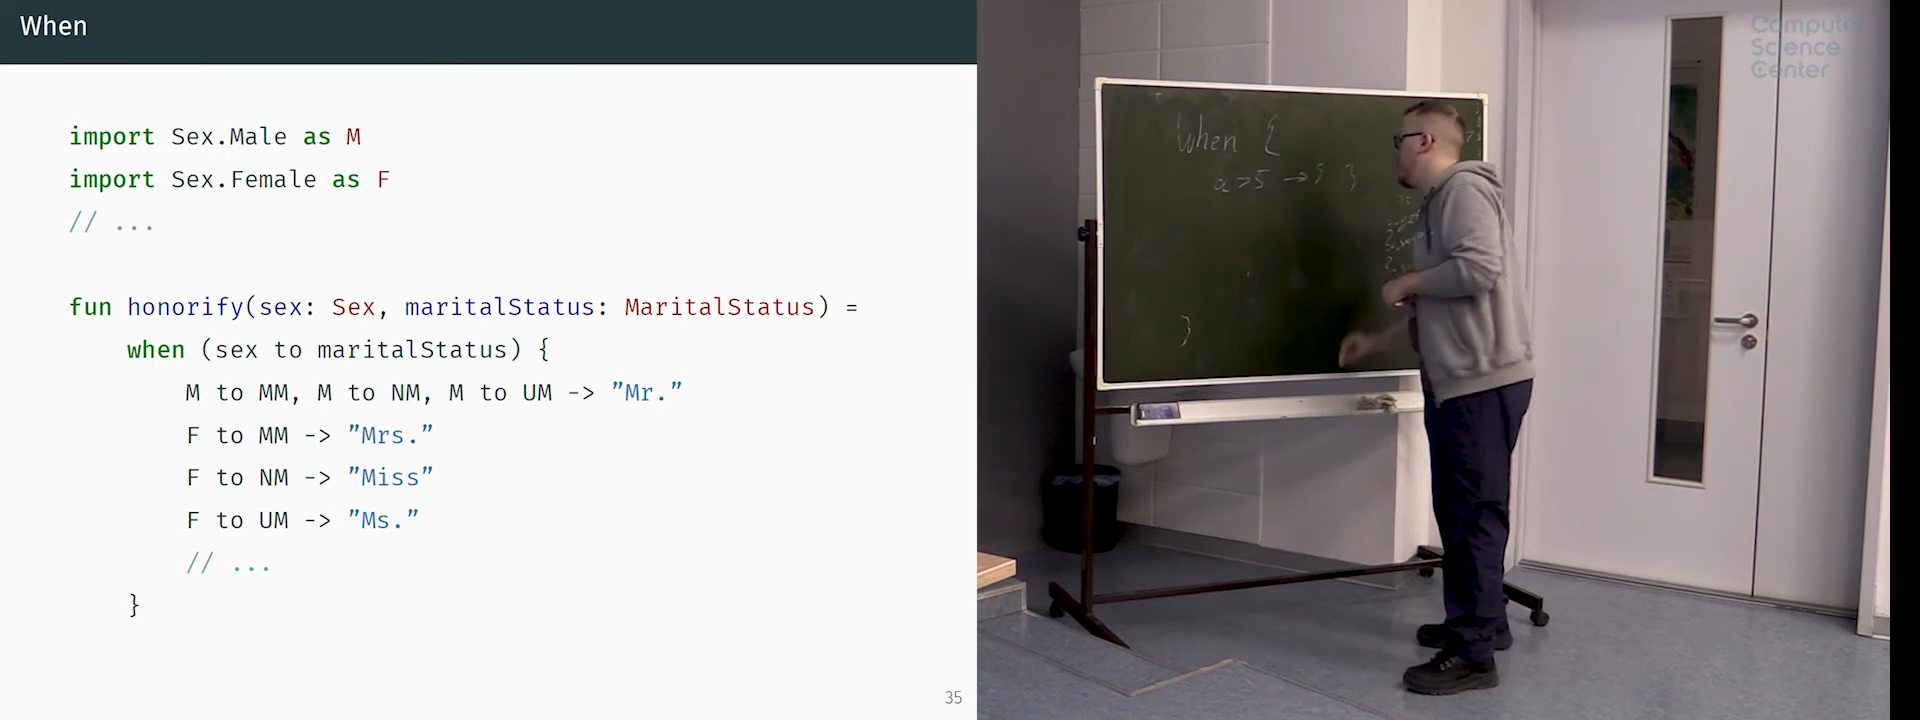 When
import Sex.Male as M
import Sex.Female as F
// ...
fun honorify(sex: Sex, maritalStatus: MaritalStatus) =
when (sex to maritalStatus) {
M to MM, M to NM, M to UM -> "Mr."
F to MM -> "Mrs."
F to NM -> "Miss"
F to UM -> "Ms."
// ...
}
35
Computer
Science
Center
When {
a > 5 ->
}